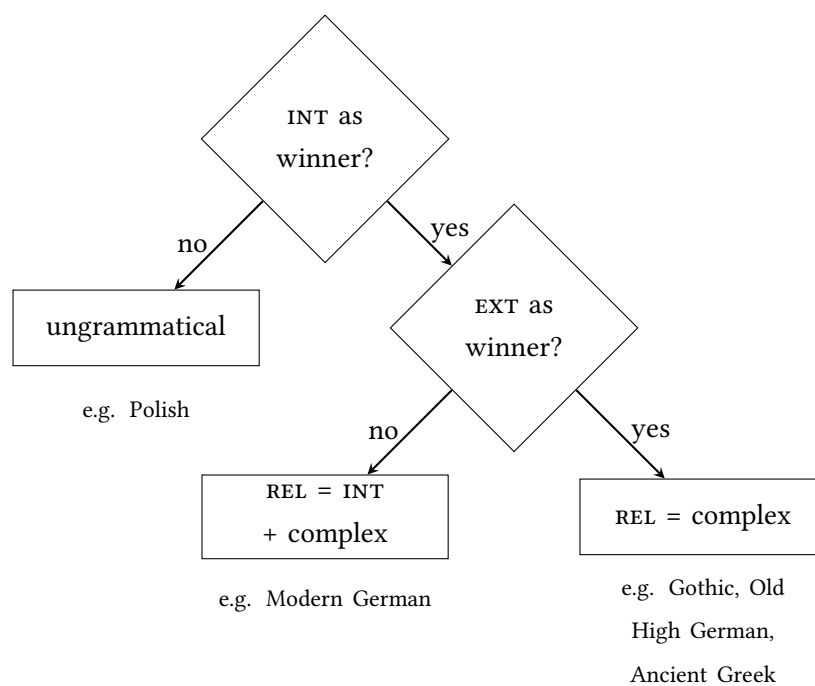 INT as
winner?
no
yes
ungrammatical
e.g. Polish
EXT as
winner?
no
yes
REL = INT
+ complex
e.g. Modern German
REL = complex
e.g. Gothic, Old
High German,
Ancient Greek